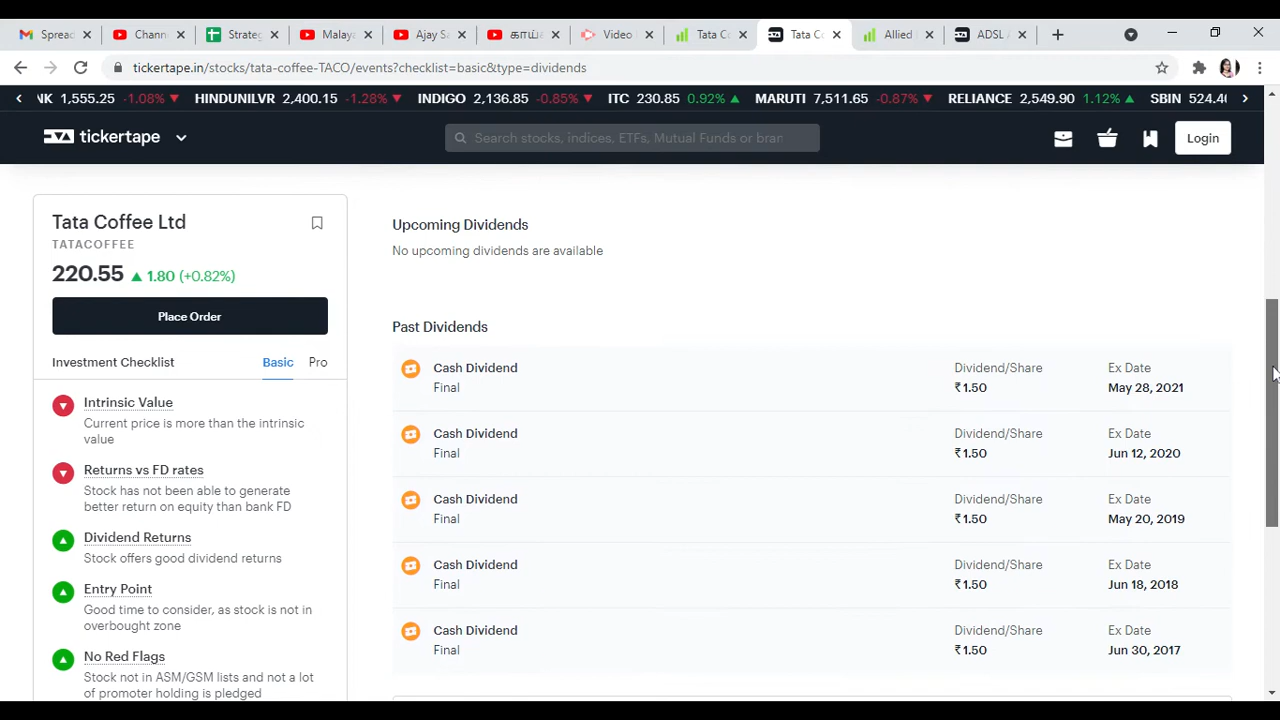 Spread
Chann
Strateg
Malaya
Ajay Sa
காய்
Video
Tata Co
Tata Co
Allied
ADSL A
tickertape.in/stocks/tata-coffee-TACO/events?checklist=basic&type=dividends
NK 1,555.25 -1.08% HINDUNILVR 2,400.15 -1.28% INDIGO 2,136.85 -0.85% ITC 230.85 0.92% MARUTI 7,511.65 -0.87% RELIANCE 2,549.90 1.12% SBIN 524.40
tickertape
Search stocks, indices, ETFs, Mutual Funds or bran
Login
Tata Coffee Ltd
TATACOFFEE
220.55 1.80 (+0.82%)
Place Order
Investment Checklist Basic Pro
Intrinsic Value
Current price is more than the intrinsic
value
Returns vs FD rates
Stock has not been able to generate
better return on equity than bank FD
Dividend Returns
Stock offers good dividend returns
Entry Point
Good time to consider, as stock is not in
overbought zone
No Red Flags
Stock not in ASM/GSM lists and not a lot
of promoter holding is pledged
Upcoming Dividends
No upcoming dividends are available
Past Dividends
Cash Dividend Dividend/Share Ex Date
Final ₹1.50 May 28, 2021
Cash Dividend Dividend/Share Ex Date
Final ₹1.50 Jun 12, 2020
Cash Dividend Dividend/Share Ex Date
Final ₹1.50 May 20, 2019
Cash Dividend Dividend/Share Ex Date
Final ₹1.50 Jun 18, 2018
Cash Dividend Dividend/Share Ex Date
Final ₹1.50 Jun 30, 2017